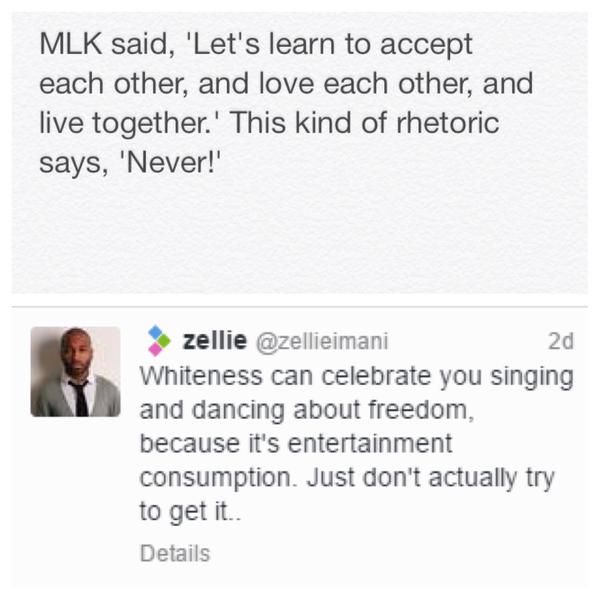 MLK said, 'Let's learn to accept
each other, and love each other, and
live together.' This kind of rhetoric
says, 'Never!'
zellie @zellieimani 2d
Whiteness can celebrate you singing
and dancing about freedom,
because it's entertainment
consumption. Just don't actually try
to get it..
Details